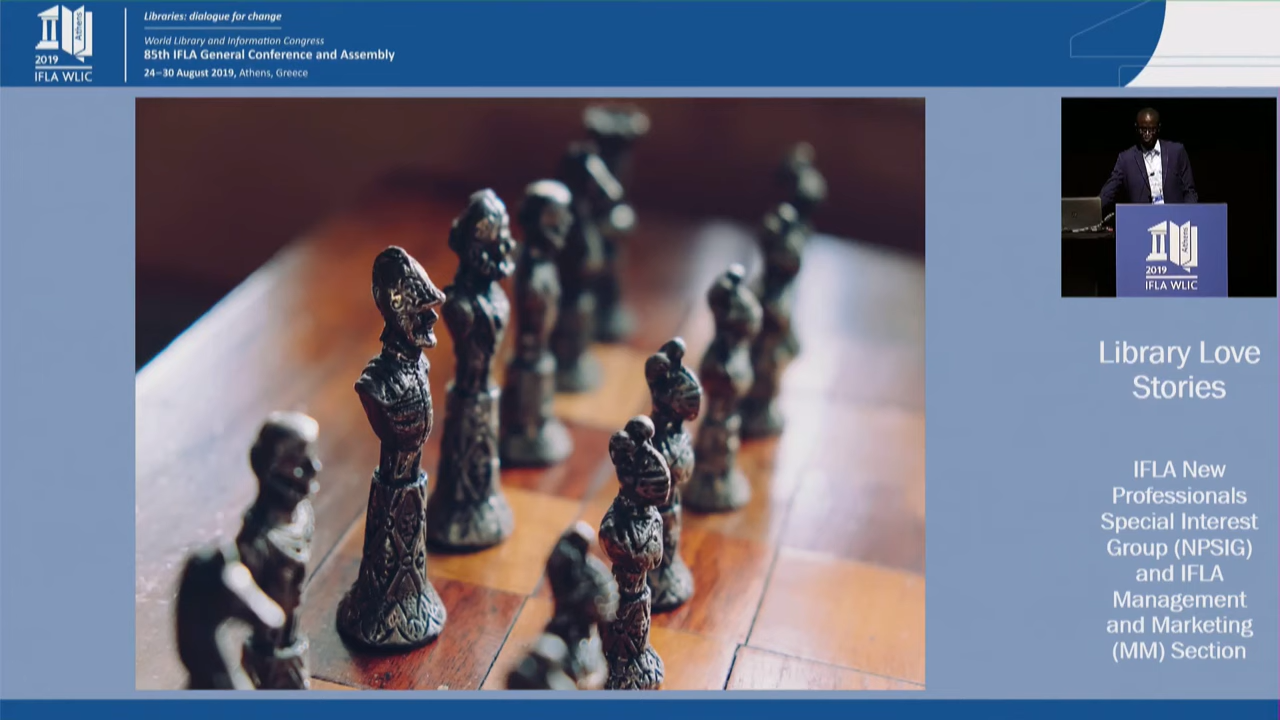 Libraries: dialogue for change
World Library and Information Congress
85th IFLA General Conference and Assembly
24–30 August 2019, Athens, Greece
Athens
2019
IFLA WLIC
Athens
2019
IFLA WLIC
Library Love
Stories
IFLA New
Professionals
Special Interest
Group (NPSIG)
and IFLA
Management
and Marketing
(MM) Section